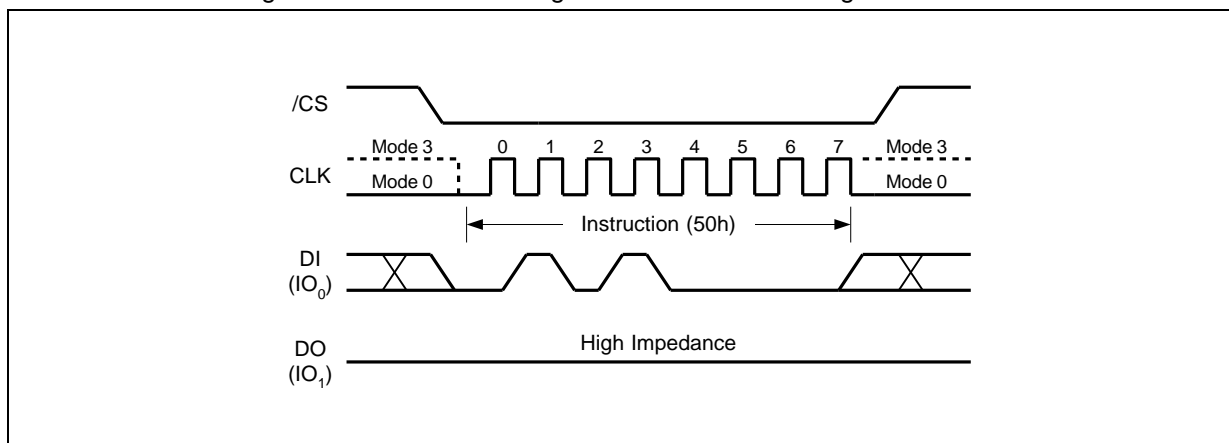 /CS
Mode 3 0 1 2 3 4 5 6 7 Mode 3
CLK
Mode 0 Mode 0
Instruction (50h)
DI
(IO0)
High Impedance
DO
(IO1)